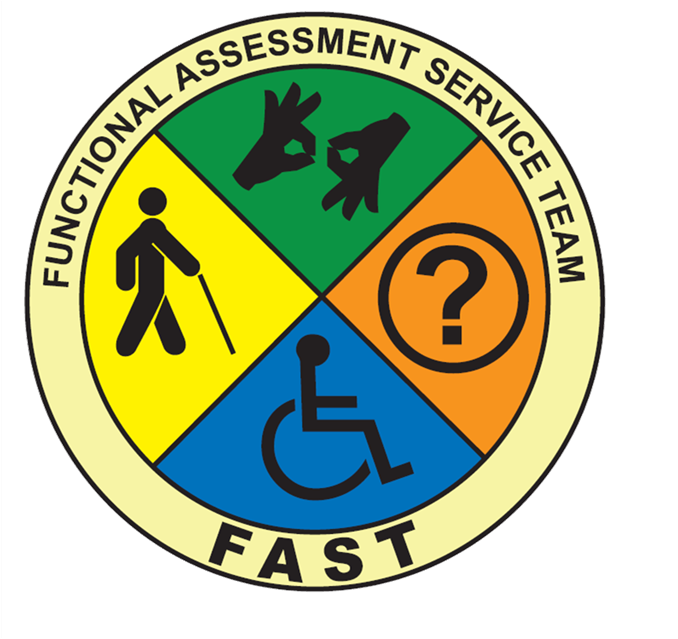 FUNCTIONAL ASSESSMENT SERVICE TEAM
?
FAST